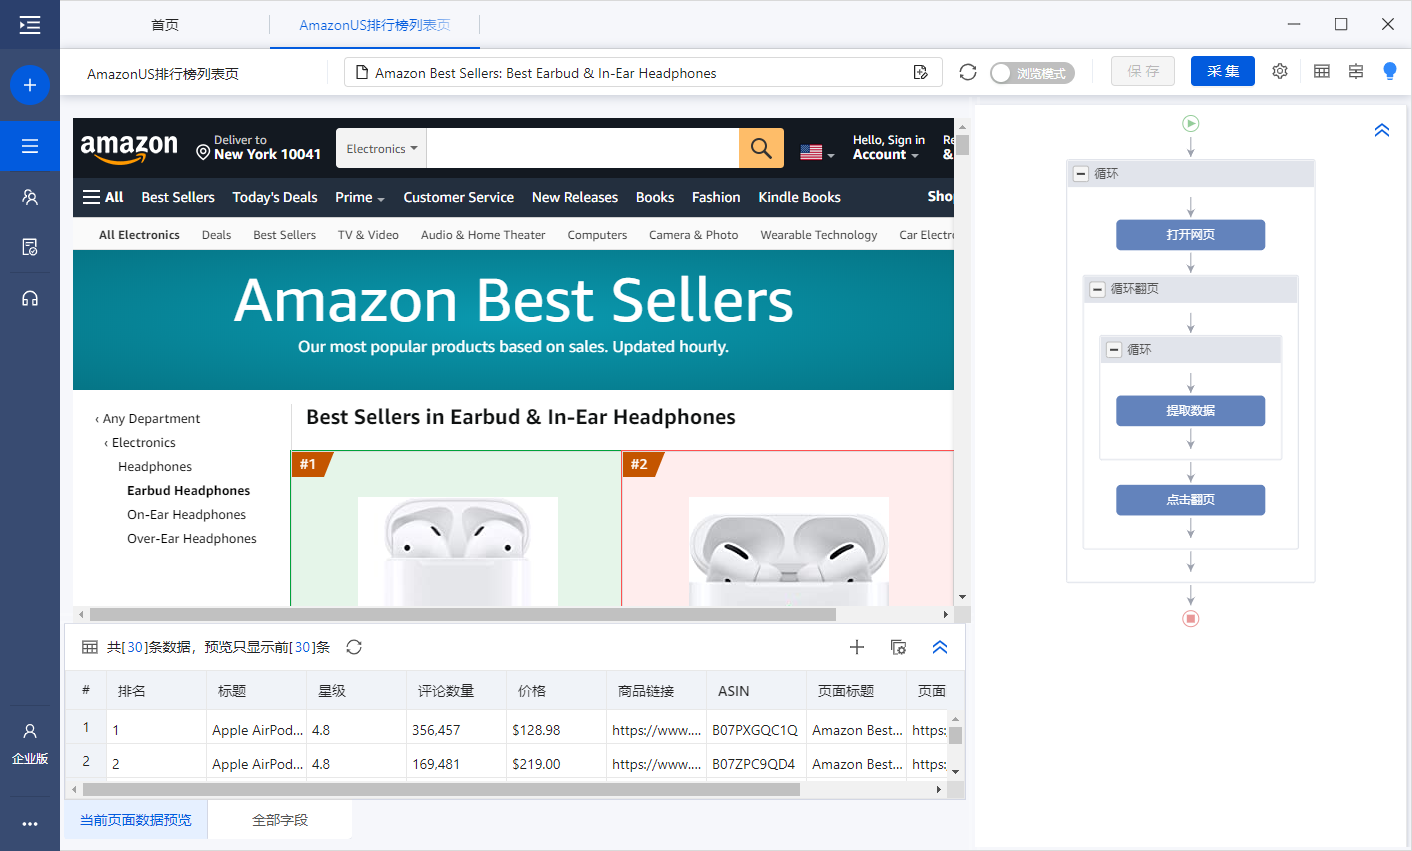 首页
AmazonUS排行榜列表页
AmazonUS排行榜列表页
Amazon Best Sellers: Best Earbud & In-Ear Headphones
浏览模式
保存
采集
amazon
Deliver to
New York 10041
Electronics
Hello, Sign in
Account
Re
&
All
Best Sellers
Today's Deals
Prime
Customer Service
New Releases
Books
Fashion
Kindle Books
Shop
All Electronics
Deals
Best Sellers
TV & Video
Audio & Home Theater
Computers
Camera & Photo
Wearable Technology
Car Electro
Amazon Best Sellers
Our most popular products based on sales. Updated hourly.
‹ Any Department
‹ Electronics
Headphones
Earbud Headphones
On-Ear Headphones
Over-Ear Headphones
Best Sellers in Earbud & In-Ear Headphones
#1
#2
共[30]条数据，预览只显示前[30]条
# 排名 标题 星级 评论数量 价格 商品链接 ASIN 页面标题 页面
1 1 Apple AirPod... 4.8 356,457 $128.98 https://www.... B07PXGQC1Q Amazon Best... https:
2 2 Apple AirPod... 4.8 169,481 $219.00 https://www.... B07ZPC9QD4 Amazon Best... https:
当前页面数据预览
全部字段
企业版
循环
打开网页
循环翻页
循环
提取数据
点击翻页